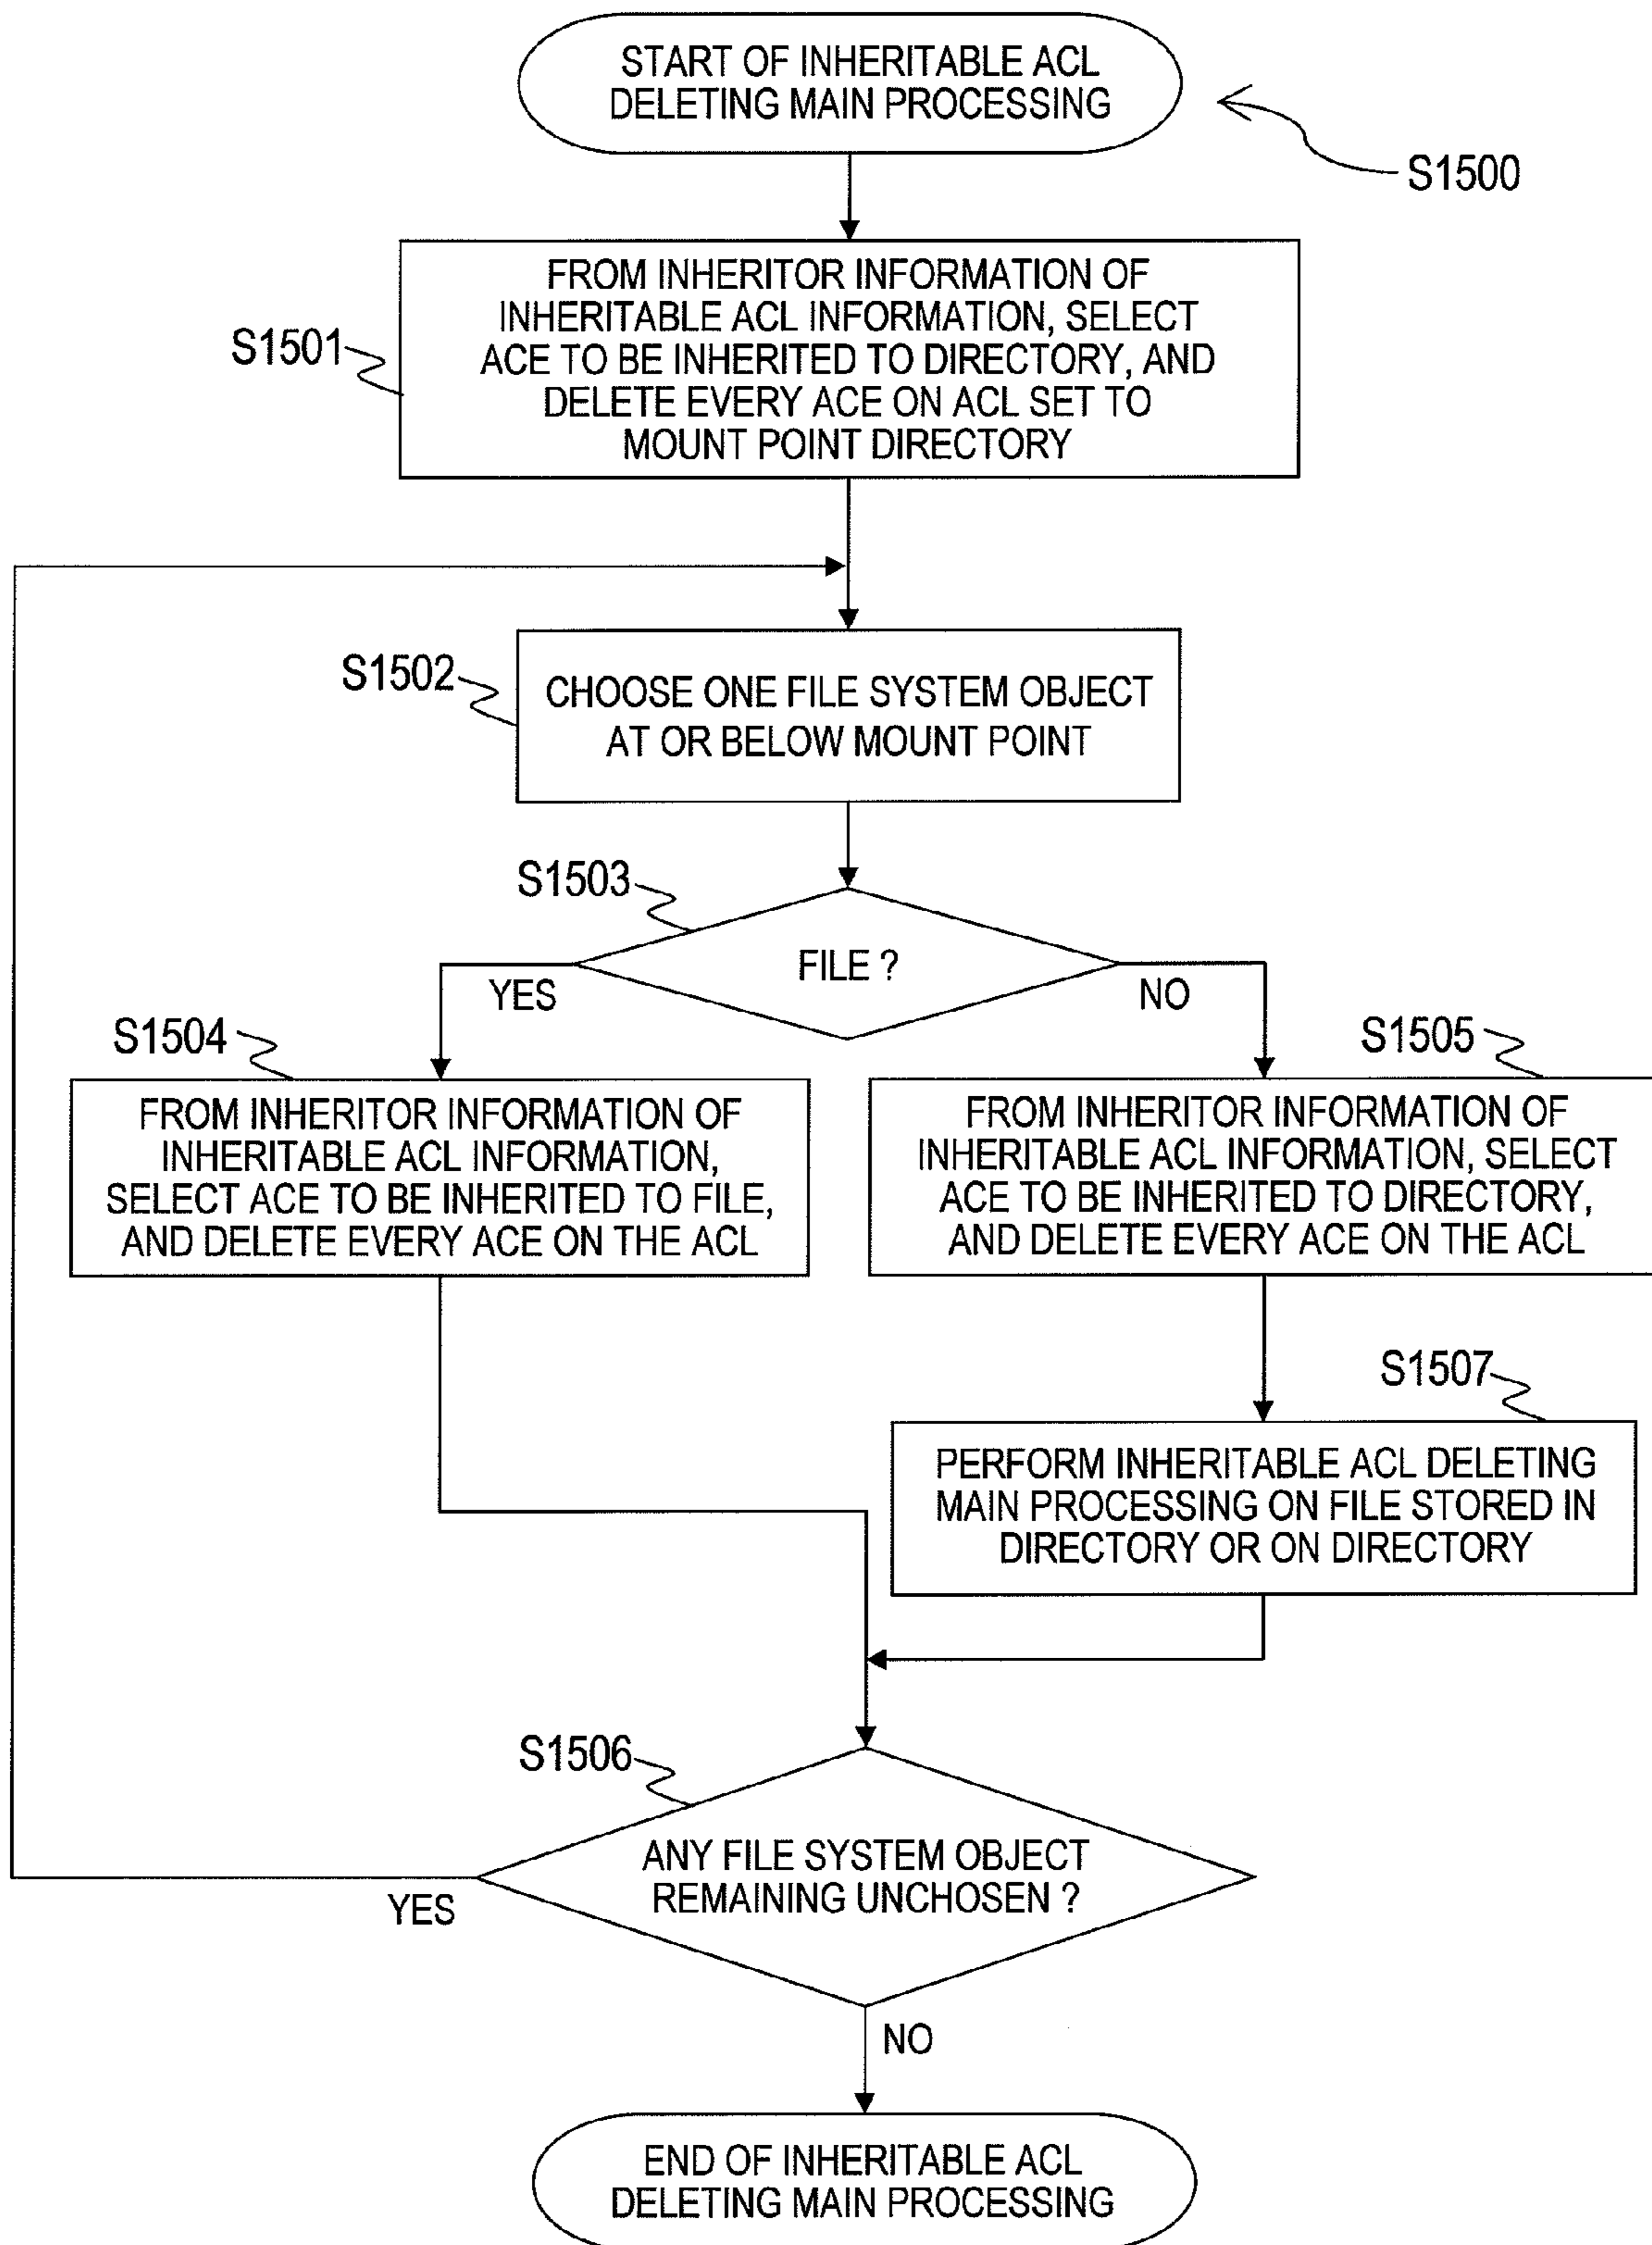 START OF INHERITABLE ACL
DELETING MAIN PROCESSING
S1500
FROM INHERITOR INFORMATION OF
INHERITABLE ACL INFORMATION, SELECT
ACE TO BE INHERITED TO DIRECTORY, AND
DELETE EVERY ACE ON ACL SET TO
MOUNT POINT DIRECTORY
S1501
S1502
CHOOSE ONE FILE SYSTEM OBJECT
AT OR BELOW MOUNT POINT
S1503
FILE ?
YES
NO
S1504
S1505
FROM INHERITOR INFORMATION OF
INHERITABLE ACL INFORMATION,
SELECT ACE TO BE INHERITED TO FILE,
AND DELETE EVERY ACE ON THE ACL
FROM INHERITOR INFORMATION OF
INHERITABLE ACL INFORMATION, SELECT
ACE TO BE INHERITED TO DIRECTORY,
AND DELETE EVERY ACE ON THE ACL
S1507
PERFORM INHERITABLE ACL DELETING
MAIN PROCESSING ON FILE STORED IN
DIRECTORY OR ON DIRECTORY
S1506
ANY FILE SYSTEM OBJECT
REMAINING UNCHOSEN ?
YES
NO
END OF INHERITABLE ACL
DELETING MAIN PROCESSING